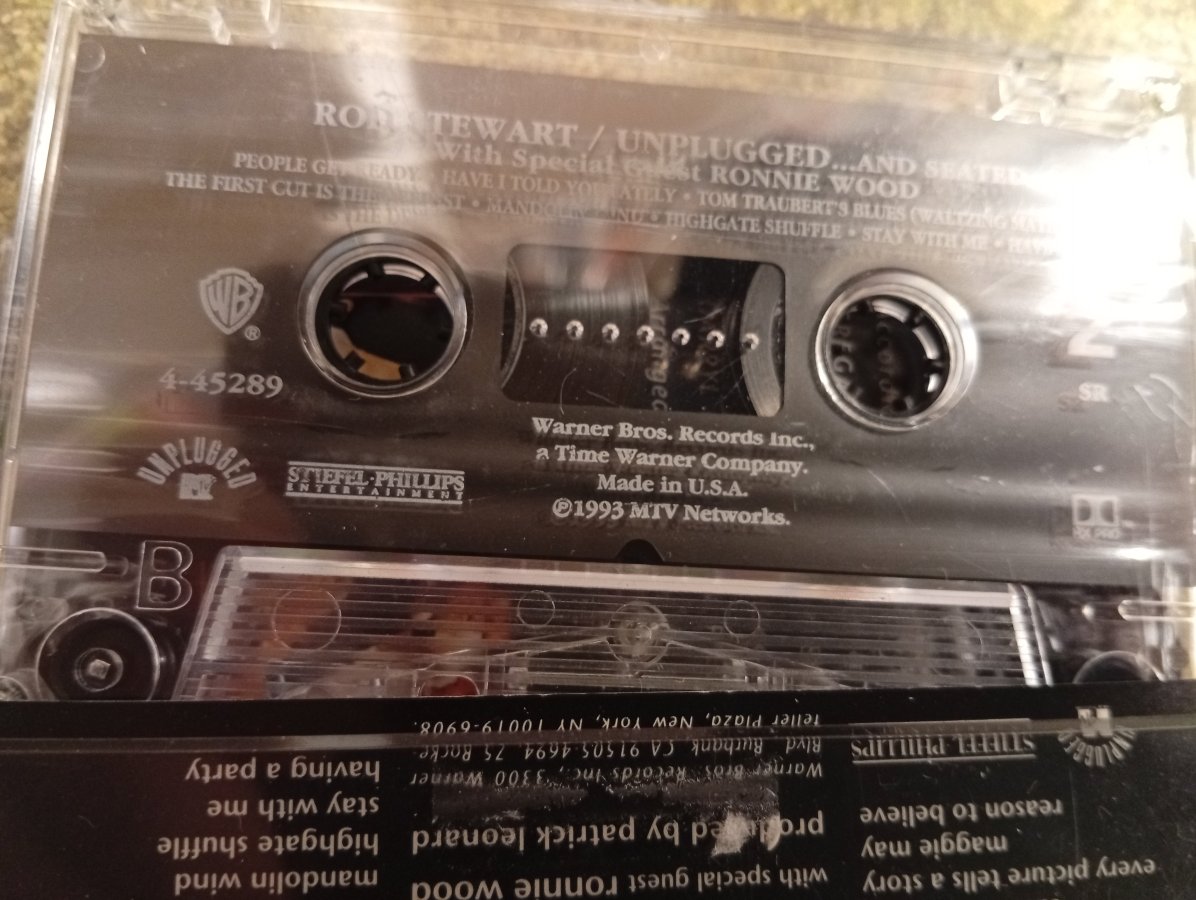 STEWART / UNPLUGGED...AND SEATED
With Special Guest RONNIE WOOD
PEOPLE GET READY • HAVE I TOLD YOU LATELY • TOM TRAUBERT'S BLUES (WALTZING
THE FIRST CUT IS THE DEEPEST • MANDOLIN WIND • HIGHGATE SHUFFLE • STAY WITH ME •
WB
®
4-45289
2
SR
UNPLUGGED
MTV
STIEFEL•PHILLIPS
ENTERTAINMENT
Warner Bros. Records Inc.,
a Time Warner Company.
Made in U.S.A.
℗1993 MTV Networks.
B
every picture tells a story
maggie may
reason to believe
UNPLUGGED
STIEFEL PHILLIPS
with special guest ronnie wood
produced by patrick leonard
Warner Bros. Records Inc., 3300 Warner
Blvd., Burbank, CA 91505-4694. 75 Rocke
feller Plaza, New York, NY 10019-6908.
mandolin wind
highgate shuffle
stay with me
having a party